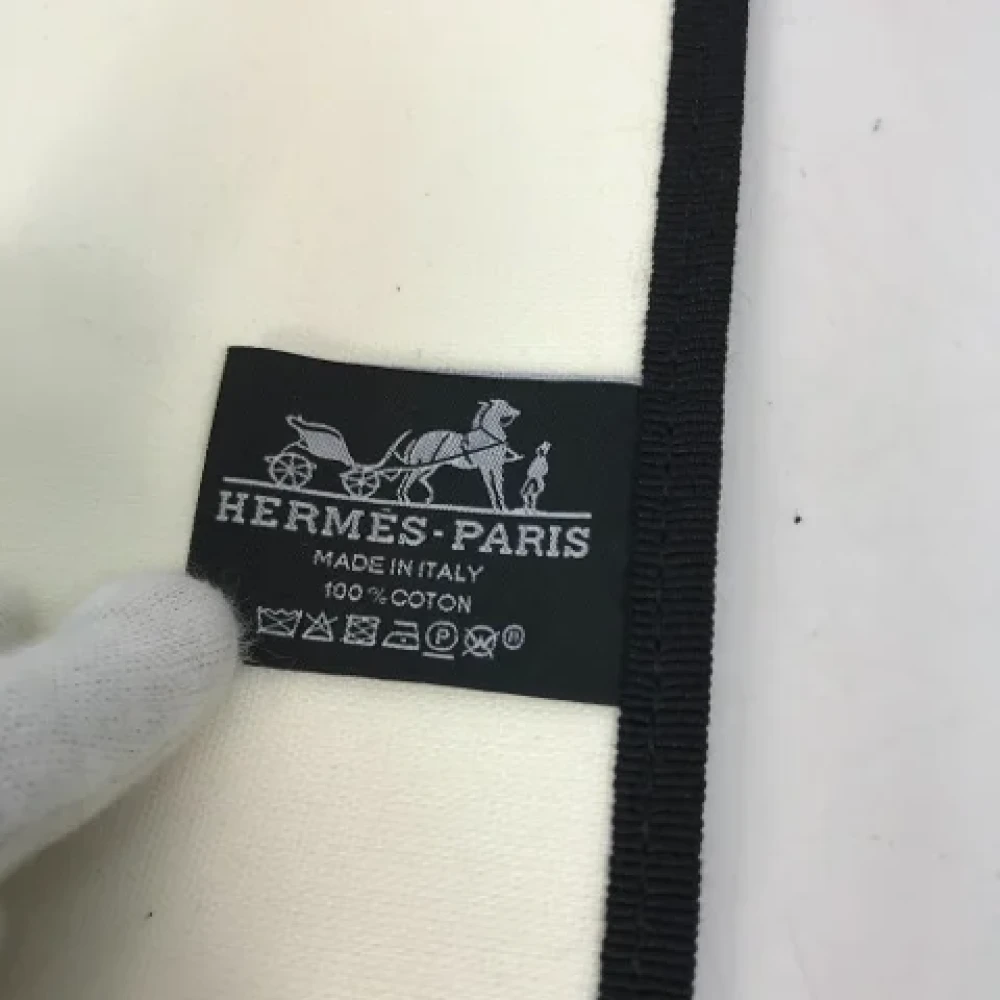 HERMÈS-PARIS
MADE IN ITALY
100 % COTON
P W ®